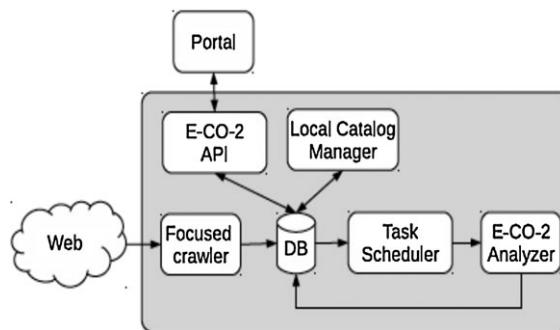 Portal
E-CO-2
API
Local Catalog
Manager
Web
Focused
crawler
DB
Task
Scheduler
E-CO-2
Analyzer